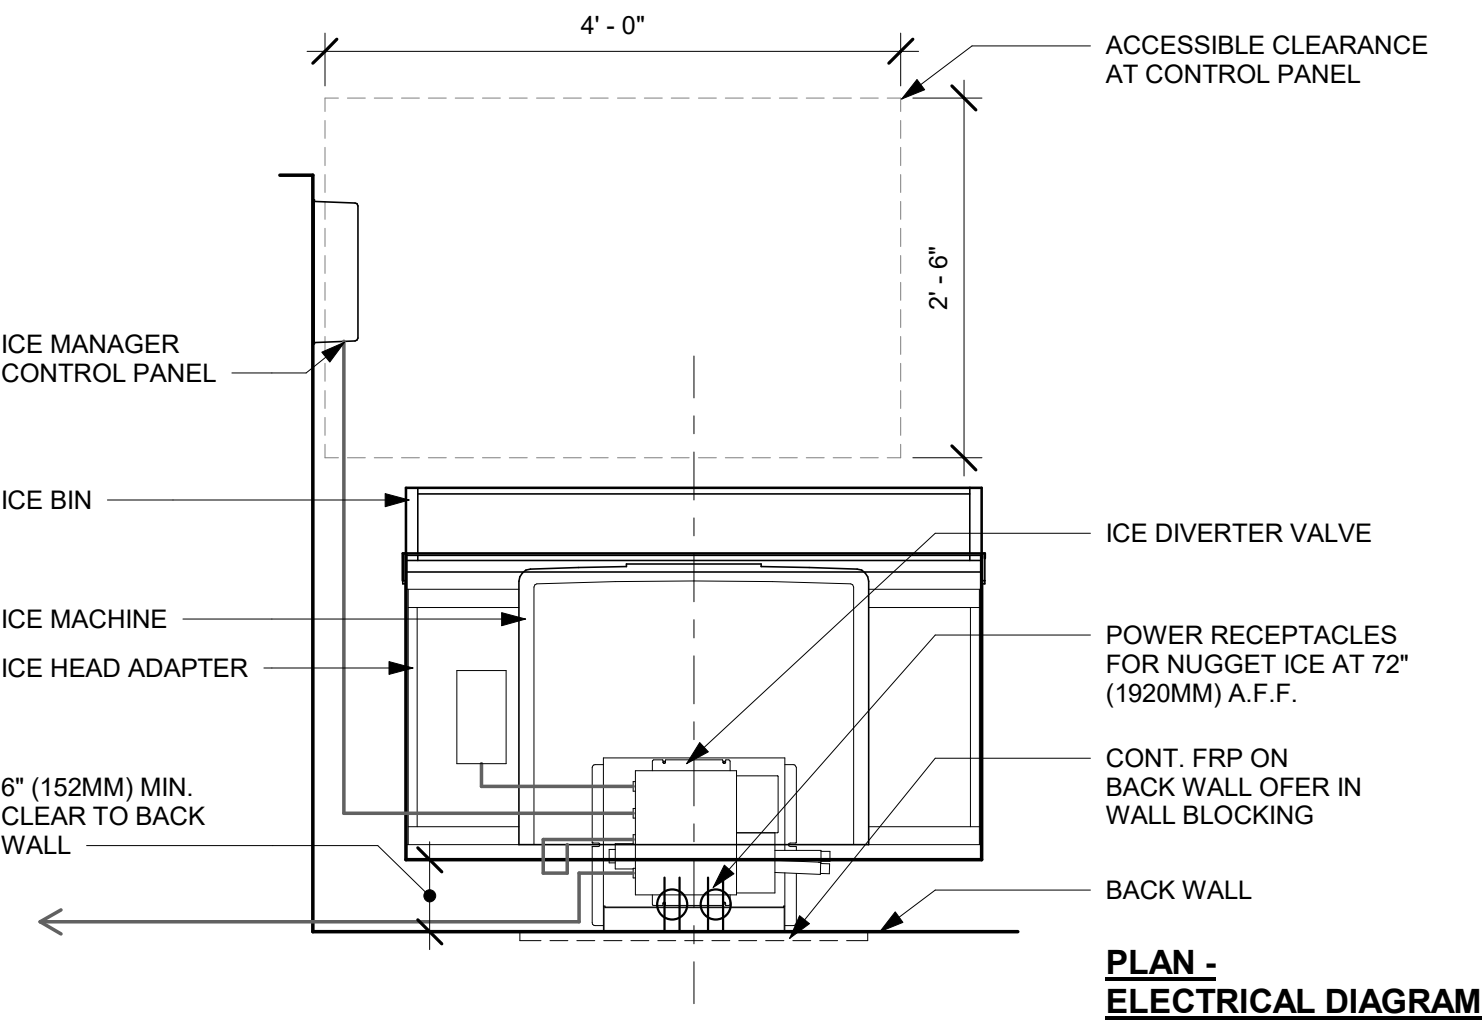 4' - 0"
ACCESSIBLE CLEARANCE
AT CONTROL PANEL
2' - 6"
ICE MANAGER
CONTROL PANEL
ICE BIN
ICE MACHINE
ICE HEAD ADAPTER
6" (152MM) MIN.
CLEAR TO BACK
WALL
ICE DIVERTER VALVE
POWER RECEPTACLES
FOR NUGGET ICE AT 72"
(1920MM) A.F.F.
CONT. FRP ON
BACK WALL OFER IN
WALL BLOCKING
BACK WALL
PLAN -
ELECTRICAL DIAGRAM